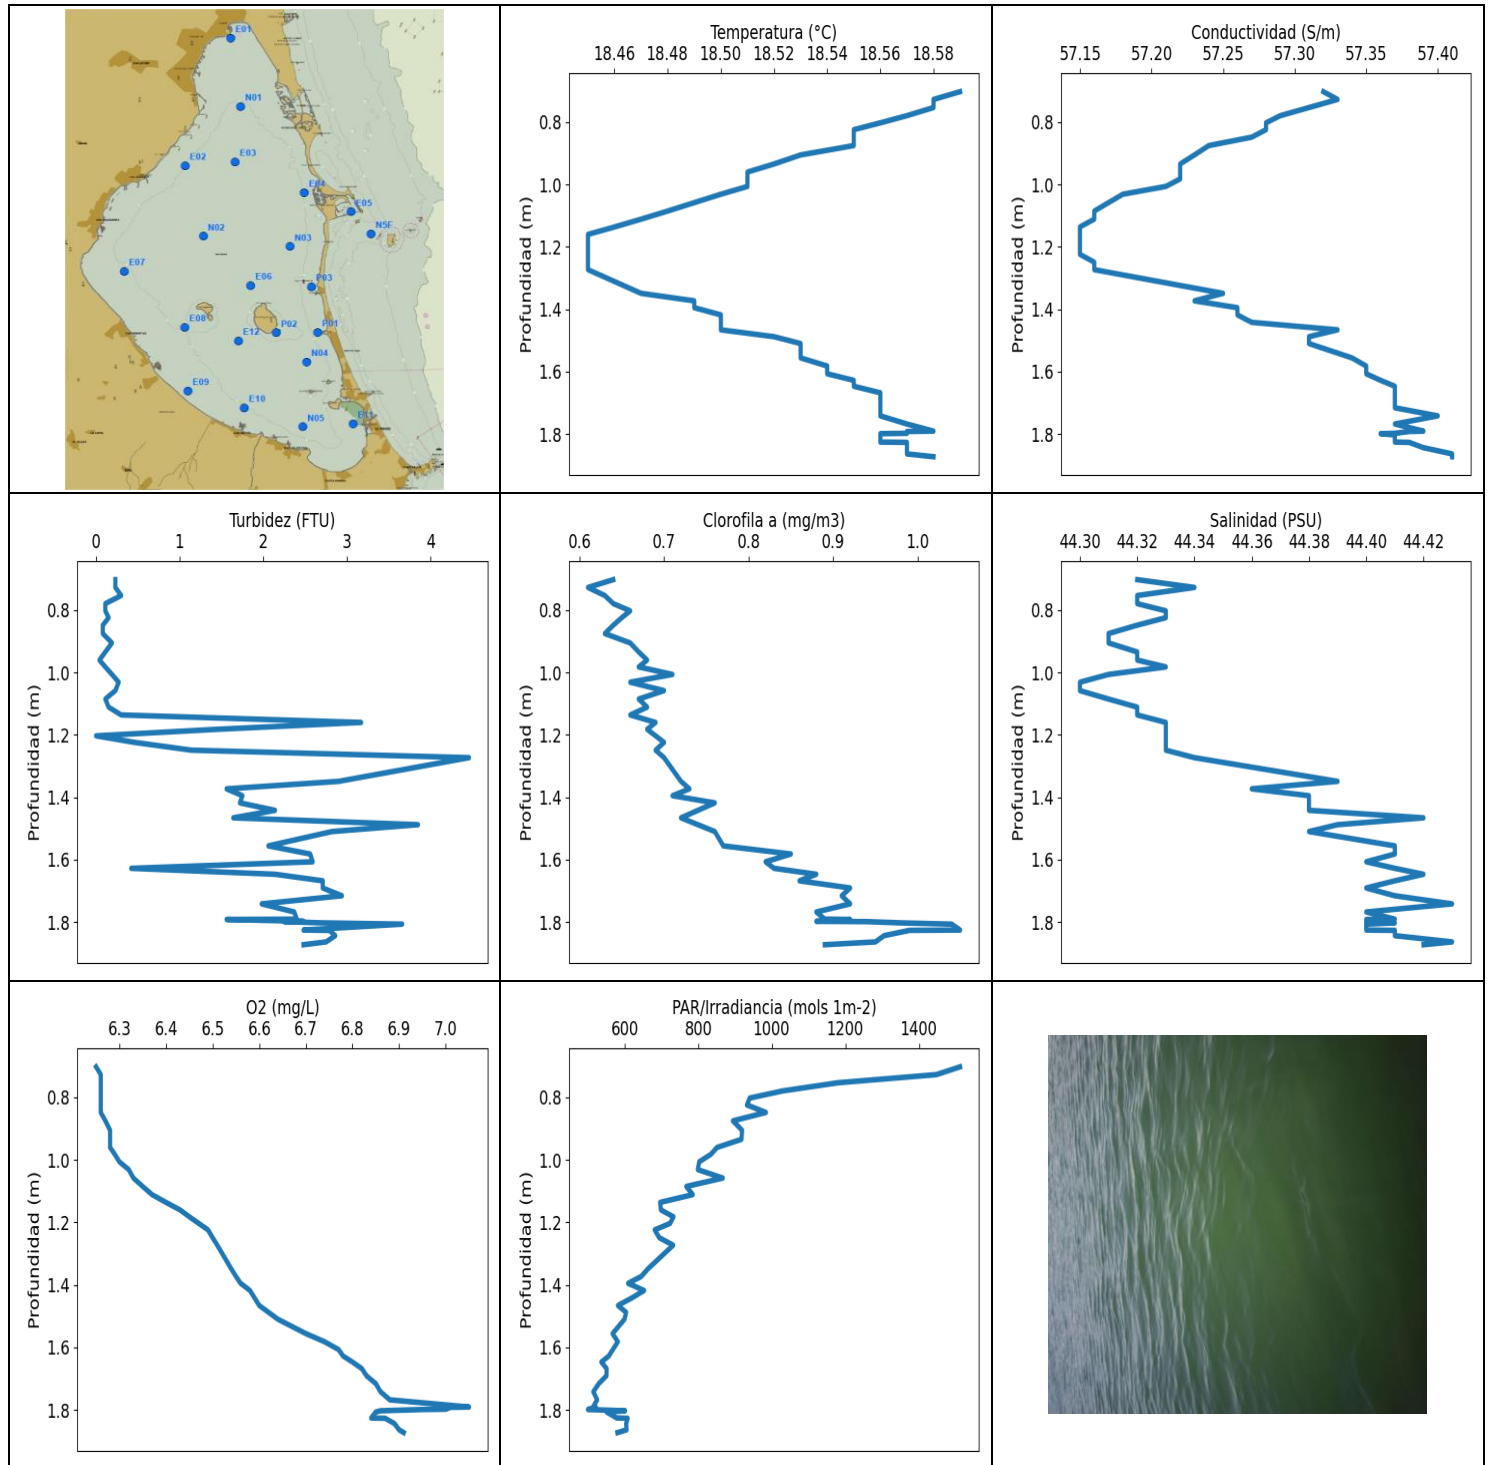 E01
N01
E02
E03
E04
E05
N5F
N02
N03
E07
E06
P03
E08
P02
P01
E12
N04
E09
E10
N05
E11
Temperatura (°C)
18.46 18.48 18.50 18.52 18.54 18.56 18.58
Profundidad (m)
0.8
1.0
1.2
1.4
1.6
1.8
Conductividad (S/m)
57.15 57.20 57.25 57.30 57.35 57.40
Profundidad (m)
0.8
1.0
1.2
1.4
1.6
1.8
Turbidez (FTU)
0 1 2 3 4
Profundidad (m)
0.8
1.0
1.2
1.4
1.6
1.8
Clorofila a (mg/m3)
0.6 0.7 0.8 0.9 1.0
Profundidad (m)
0.8
1.0
1.2
1.4
1.6
1.8
Salinidad (PSU)
44.30 44.32 44.34 44.36 44.38 44.40 44.42
Profundidad (m)
0.8
1.0
1.2
1.4
1.6
1.8
O2 (mg/L)
6.3 6.4 6.5 6.6 6.7 6.8 6.9 7.0
Profundidad (m)
0.8
1.0
1.2
1.4
1.6
1.8
PAR/Irradiancia (mols 1m-2)
600 800 1000 1200 1400
Profundidad (m)
0.8
1.0
1.2
1.4
1.6
1.8